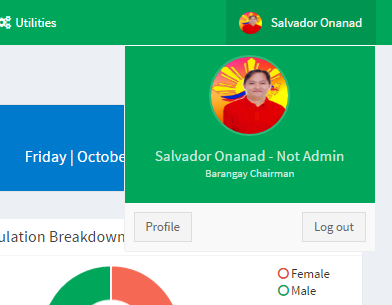 Utilities
Salvador Onanad
Salvador Onanad - Not Admin
Barangay Chairman
Friday | Octobe
Profile
Log out
ulation Breakdown
Female
Male